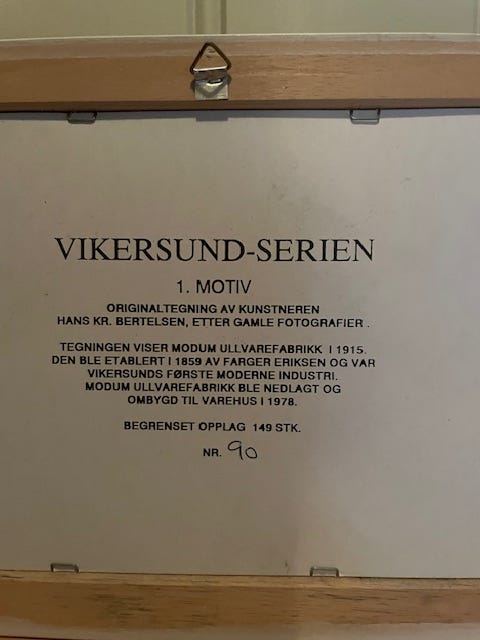 VIKERSUND-SERIEN
1. MOTIV
ORIGINALTEGNING AV KUNSTNEREN
HANS KR. BERTELSEN, ETTER GAMLE FOTOGRAFIER .
TEGNINGEN VISER MODUM ULLVAREFABRIKK I 1915.
DEN BLE ETABLERT I 1859 AV FARGER ERIKSEN OG VAR
VIKERSUNDS FØRSTE MODERNE INDUSTRI.
MODUM ULLVAREFABRIKK BLE NEDLAGT OG
OMBYGD TIL VAREHUS I 1978.
BEGRENSET OPPLAG 149 STK.
NR. 90